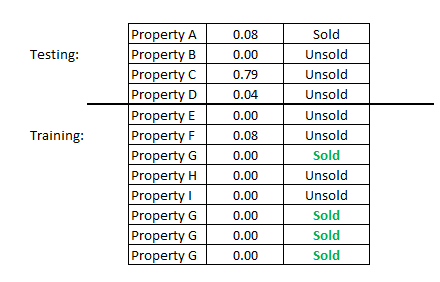 Property A 0.08 Sold
Testing: Property B 0.00 Unsold
Property C 0.79 Unsold
Property D 0.04 Unsold
Property E 0.00 Unsold
Training: Property F 0.08 Unsold
Property G 0.00 Sold
Property H 0.00 Unsold
Property I 0.00 Unsold
Property G 0.00 Sold
Property G 0.00 Sold
Property G 0.00 Sold